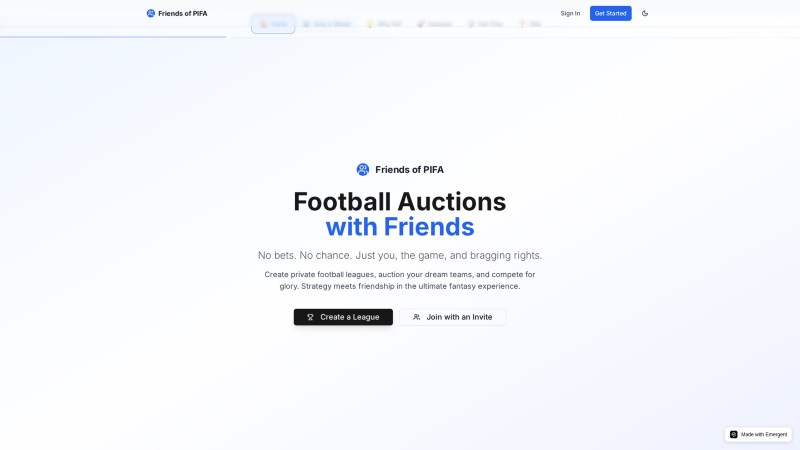 Friends of PIFA
Sign In
Get Started
Friends of PIFA
Football Auctions
with Friends
No bets. No chance. Just you, the game, and bragging rights.
Create private football leagues, auction your dream teams, and compete for
glory. Strategy meets friendship in the ultimate fantasy experience.
Create a League
Join with an Invite
Made with Emergent